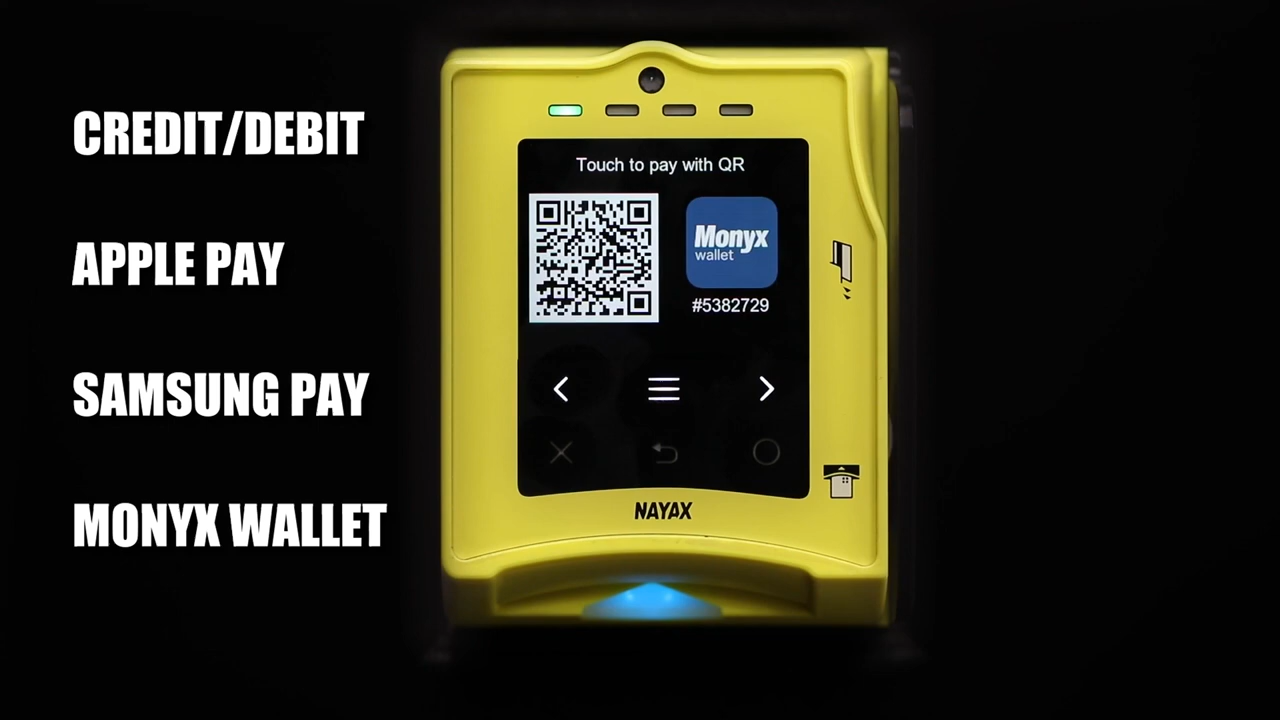 CREDIT/DEBIT
APPLE PAY
SAMSUNG PAY
MONYX WALLET
Touch to pay with QR
Monyx
wallet
#5382729
NAYAX